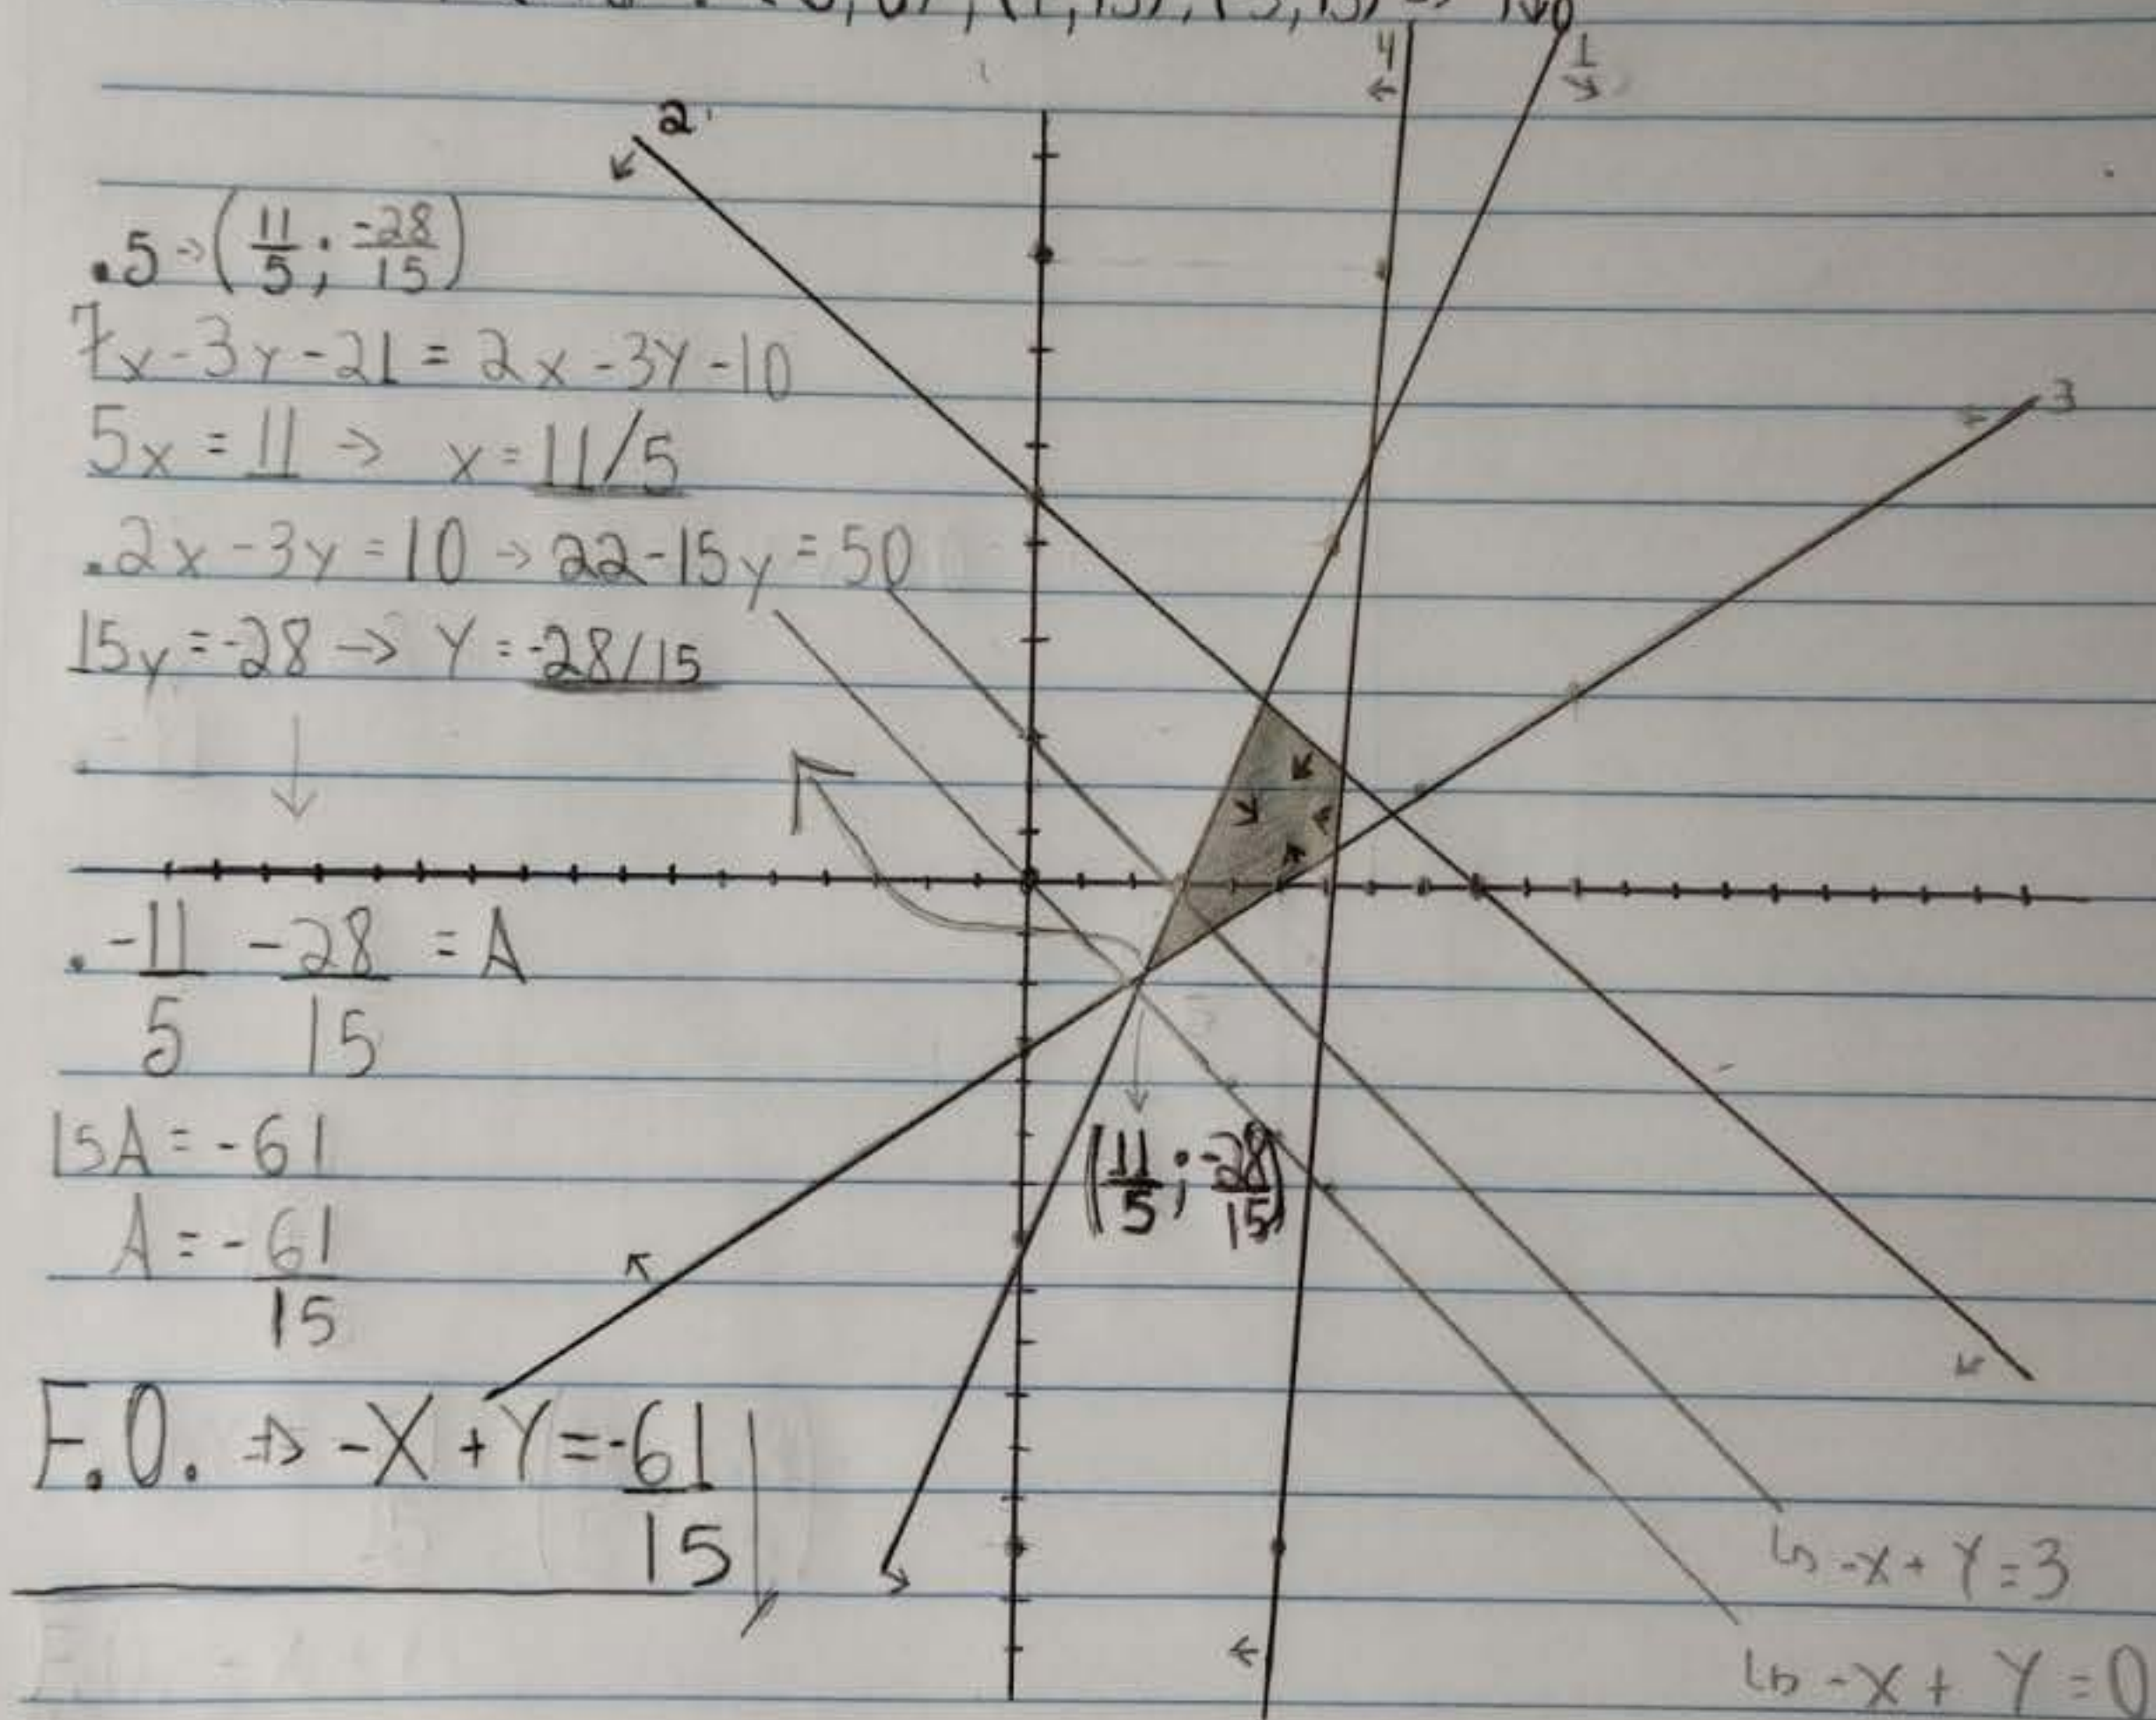 4
1
2
.5 → (11/5 ; -28/15)
7x - 3y - 21 = 2x - 3y - 10
5x = 11 → x = 11/5
.2x - 3y = 10 → 22 - 15y = 50
15y = -28 → Y = -28/15
3
. -11/5 - 28/15 = A
15A = -61
A = -61/15
(11/5 ; -28/15)
F.O. ⇒ -X + Y = -61/15
↳ -X + Y = 3
↳ -X + Y = 0